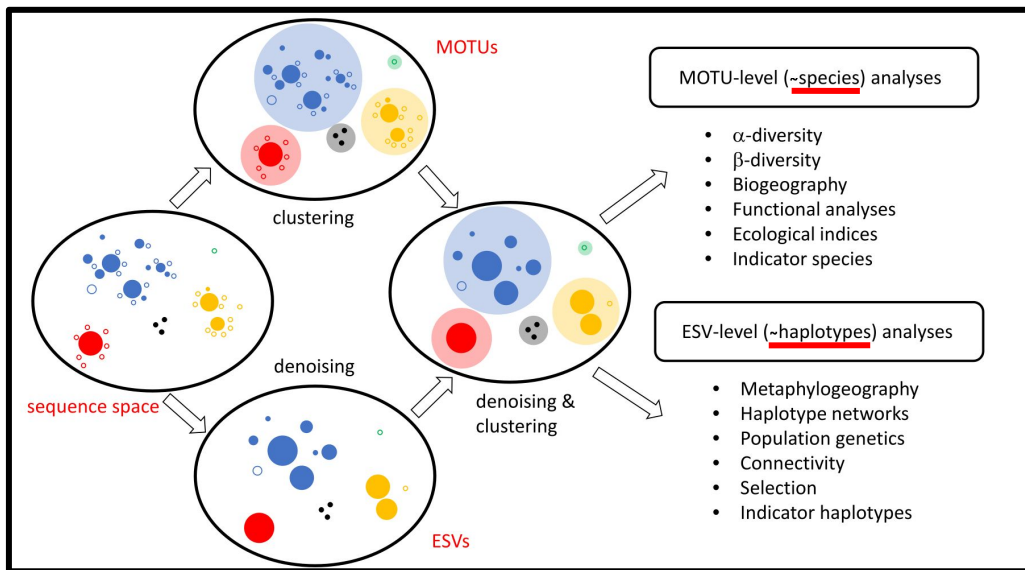 MOTUs
clustering
sequence space
denoising
ESVs
denoising &
clustering
MOTU-level (~species) analyses
• α-diversity
• β-diversity
• Biogeography
• Functional analyses
• Ecological indices
• Indicator species
ESV-level (~haplotypes) analyses
• Metaphylogeography
• Haplotype networks
• Population genetics
• Connectivity
• Selection
• Indicator haplotypes